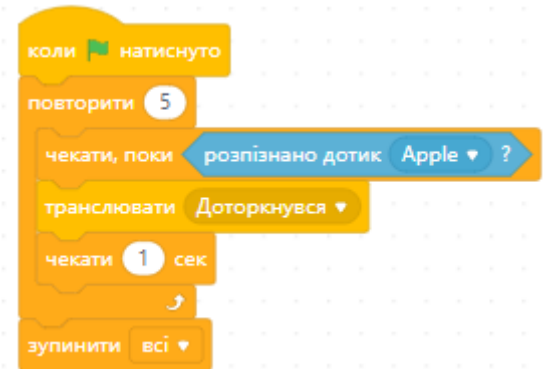 коли натиснуто
повторити 5
чекати, поки розпізнано дотик Apple ?
транслювати Доторкнувся
чекати 1 сек
зупинити всі